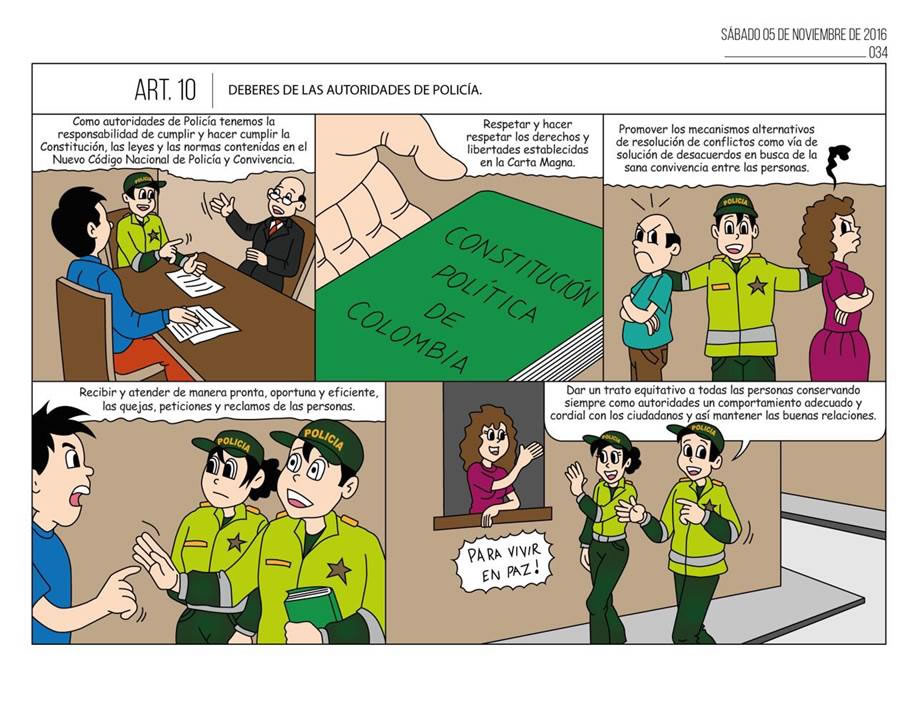 SÁBADO 05 DE NOVIEMBRE DE 2016
034
ART. 10
DEBERES DE LAS AUTORIDADES DE POLICÍA.
Como autoridades de Policía tenemos la
responsabilidad de cumplir y hacer cumplir la
Constitución, las leyes y las normas contenidas en el
Nuevo Código Nacional de Policía y Convivencia.
POLICIA
Respetar y hacer
respetar los derechos y
libertades establecidas
en la Carta Magna.
CONSTITUCIÓN
POLÍTICA
DE
COLOMBIA
Promover los mecanismos alternativos
de resolución de conflictos como vía de
solución de desacuerdos en busca de la
sana convivencia entre las personas.
POLICIA
Recibir y atender de manera pronta, oportuna y eficiente,
las quejas, peticiones y reclamos de las personas.
POLICIA
POLICIA
Dar un trato equitativo a todas las personas conservando
siempre como autoridades un comportamiento adecuado y
cordial con los ciudadanos y así mantener las buenas relaciones.
POLICIA
POLICIA
PARA VIVIR
EN PAZ!